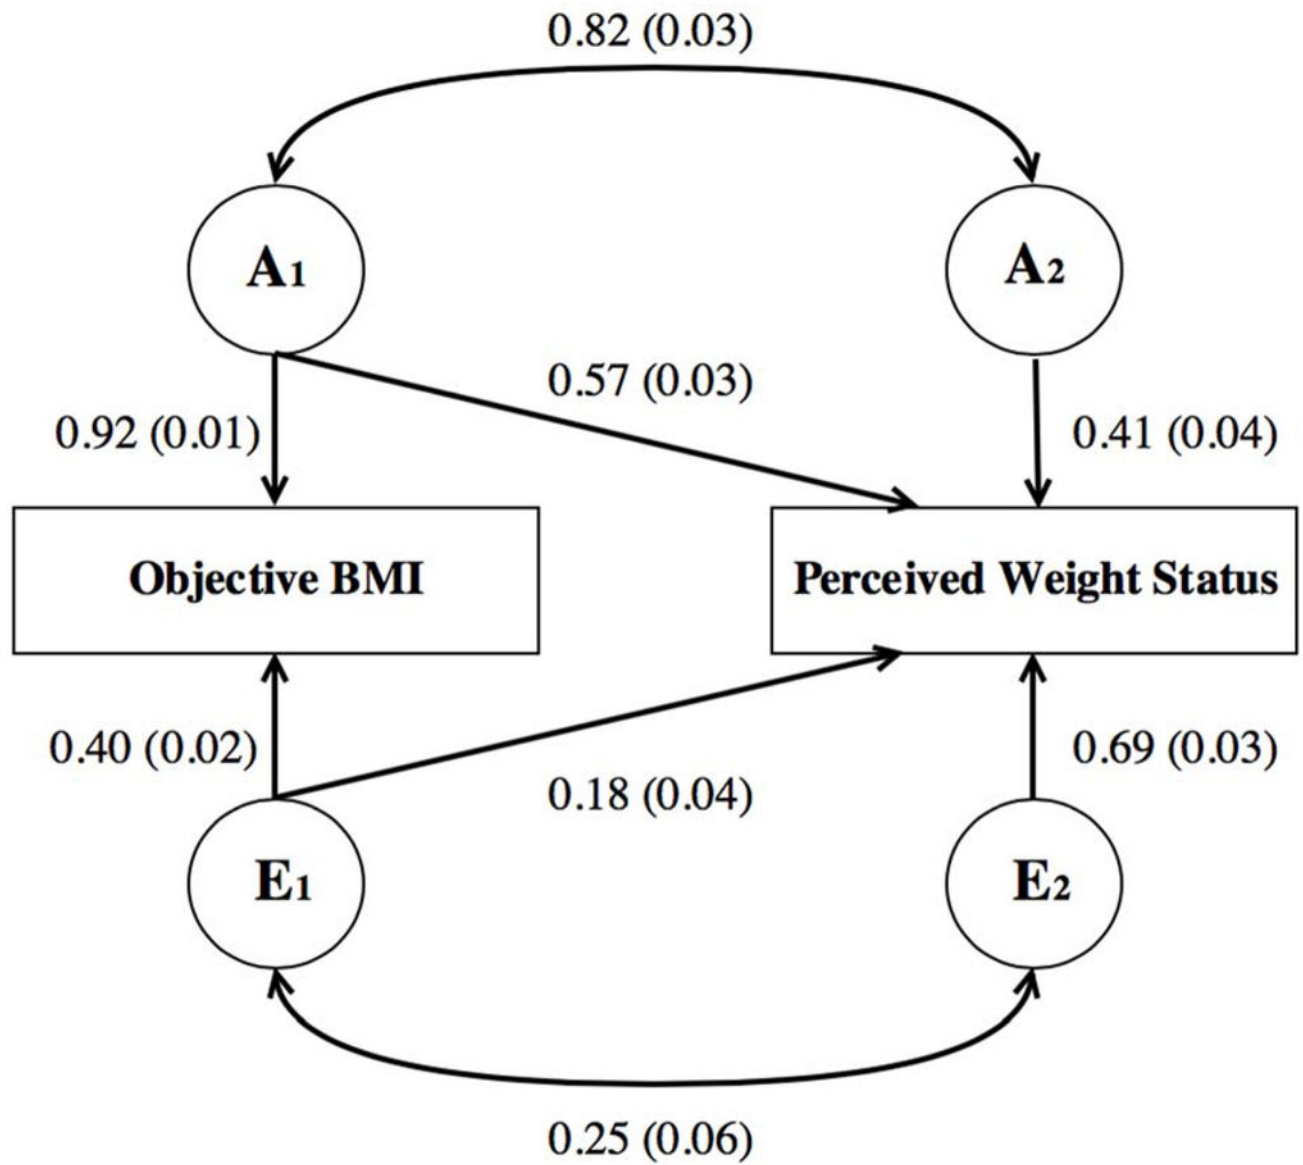 0.82 (0.03)
A1
A2
0.57 (0.03)
0.92 (0.01)
0.41 (0.04)
Objective BMI
Perceived Weight Status
0.40 (0.02)
0.69 (0.03)
0.18 (0.04)
E1
E2
0.25 (0.06)